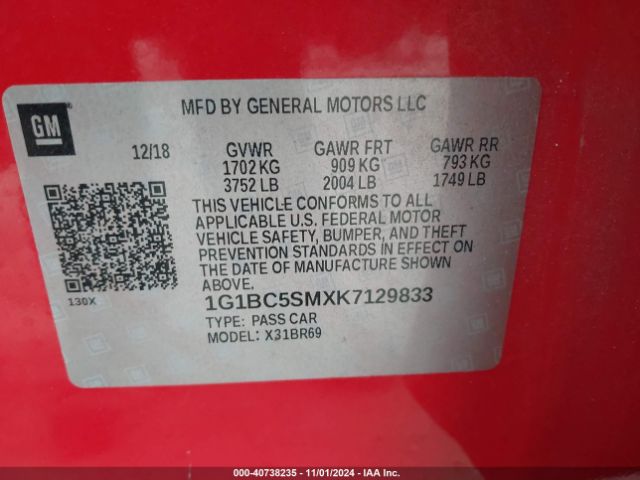 GM
MFD BY GENERAL MOTORS LLC
12/18 GVWR GAWR FRT GAWR RR
1702 KG 909 KG 793 KG
3752 LB 2004 LB 1749 LB
THIS VEHICLE CONFORMS TO ALL
APPLICABLE U.S. FEDERAL MOTOR
VEHICLE SAFETY, BUMPER, AND THEFT
PREVENTION STANDARDS IN EFFECT ON
THE DATE OF MANUFACTURE SHOWN
ABOVE.
130X
1G1BC5SMXK7129833
TYPE: PASS CAR
MODEL: X31BR69
000-40738235 - 11/01/2024 - IAA Inc.